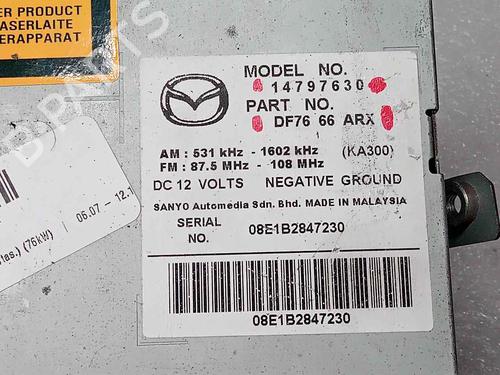 ER PRODUCT
ASERLAITE
ERAPPARAT
MODEL NO.
14797630
PART NO.
DF76 66 ARX
AM : 531 kHz - 1602 kHz (KA300)
FM : 87.5 MHz - 108 MHz
DC 12 VOLTS NEGATIVE GROUND
SANYO Automedia Sdn. Bhd. MADE IN MALAYSIA
SERIAL
NO. 08E1B2847230
08E1B2847230
las.) (76kW) | 06.07 - 12.1